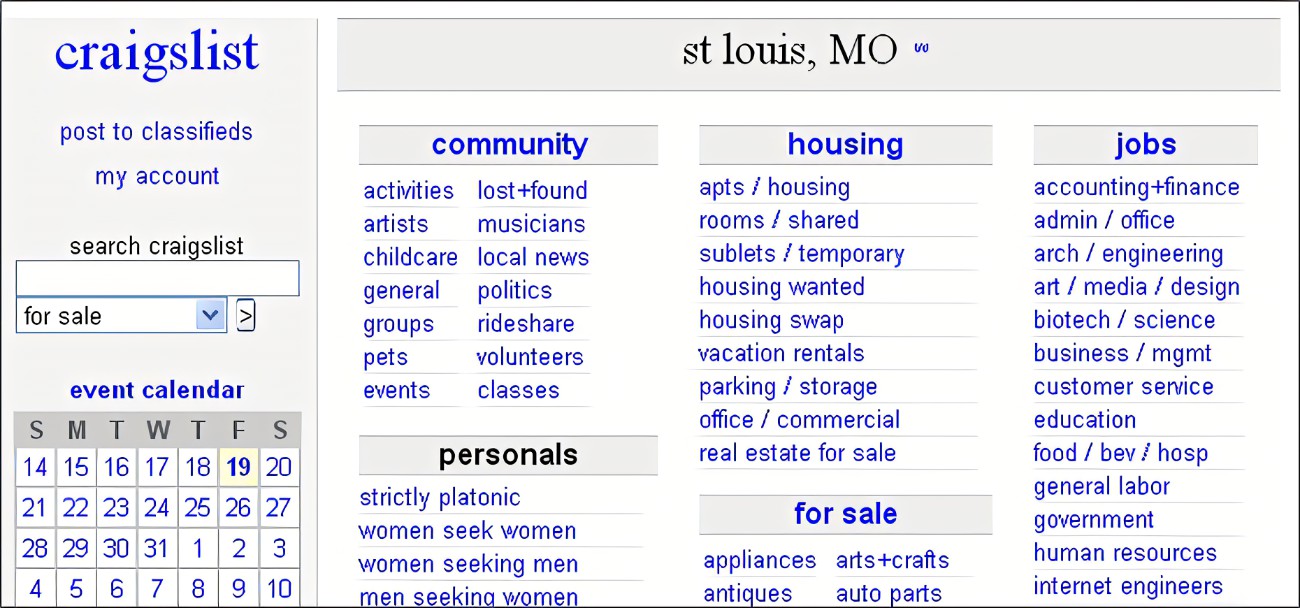 craigslist
post to classifieds
my account
search craigslist
for sale >
event calendar
S M T W T F S
14 15 16 17 18 19 20
21 22 23 24 25 26 27
28 29 30 31 1 2 3
4 5 6 7 8 9 10
st louis, MO w
community
activities lost+found
artists musicians
childcare local news
general politics
groups rideshare
pets volunteers
events classes
personals
strictly platonic
women seek women
women seeking men
men seeking women
housing
apts / housing
rooms / shared
sublets / temporary
housing wanted
housing swap
vacation rentals
parking / storage
office / commercial
real estate for sale
for sale
appliances arts+crafts
antiques auto parts
jobs
accounting+finance
admin / office
arch / engineering
art / media / design
biotech / science
business / mgmt
customer service
education
food / bev / hosp
general labor
government
human resources
internet engineers